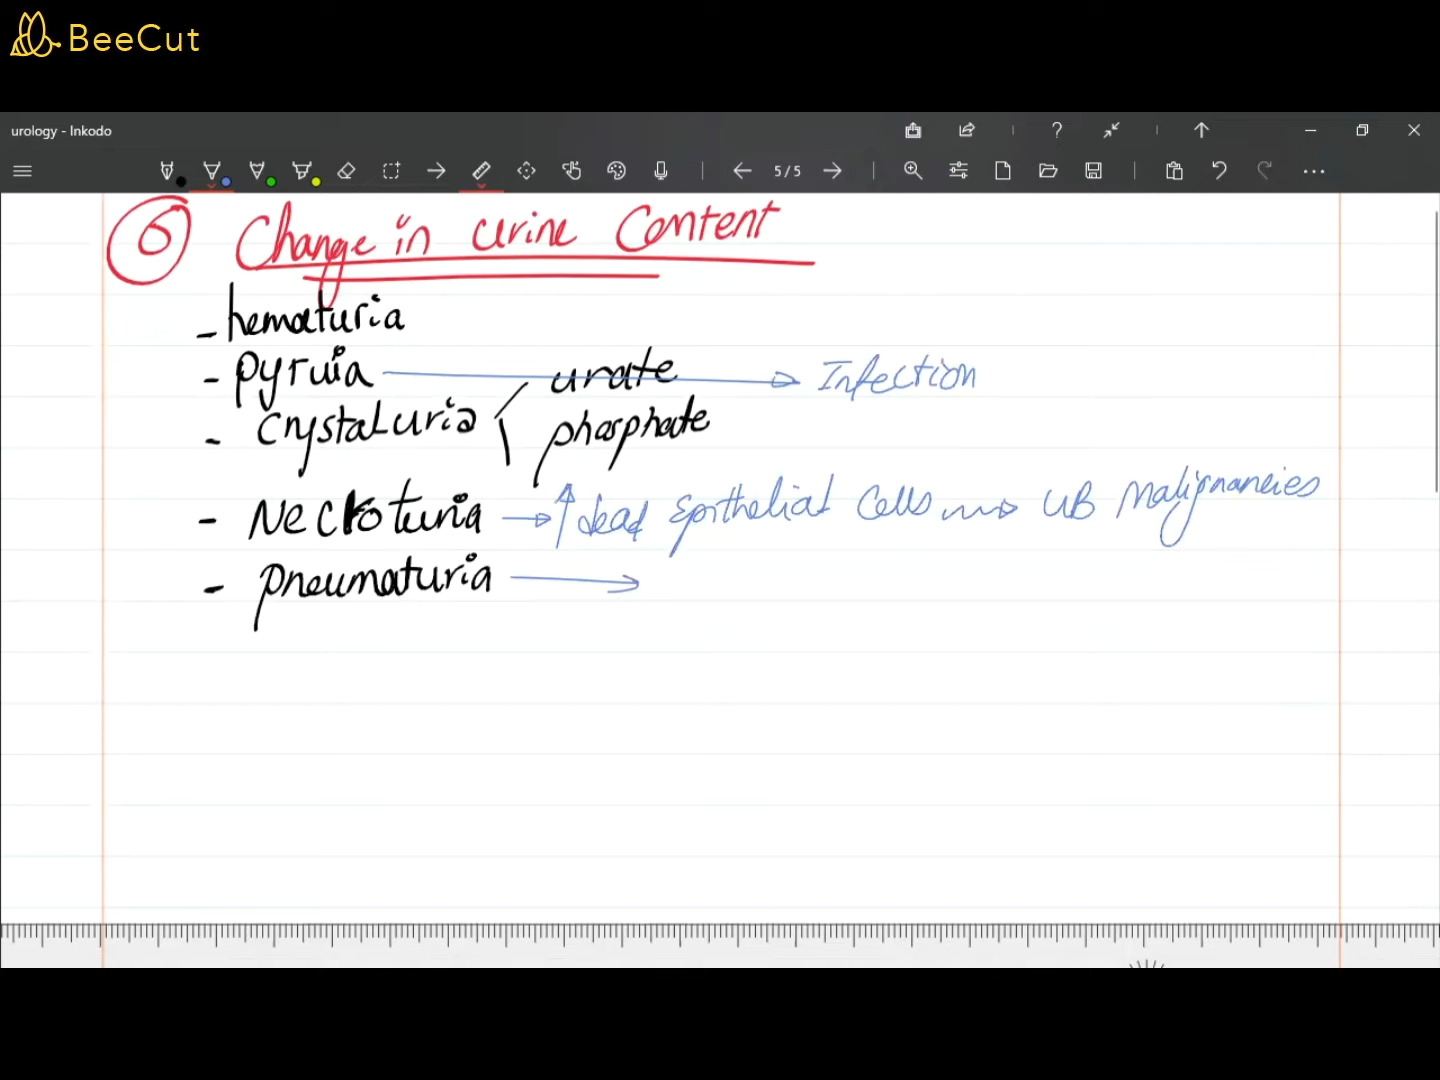 BeeCut
urology - Inkodo
5/5
6 Change in urine Content
- hematuria
- pyruia → Infection
- crystaluria urate
phosphate
- Necroturia → ↑ dead Epithelial Cells → UB Malignancies
- pneumaturia →